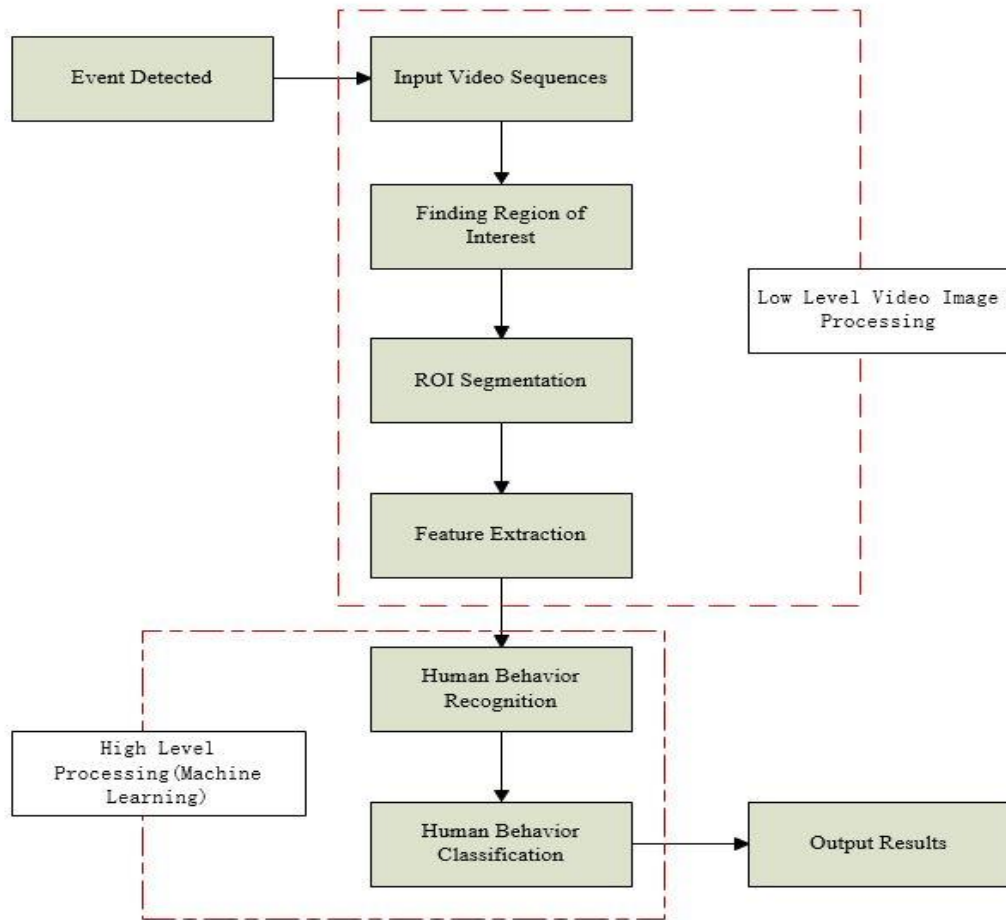 Event Detected
Input Video Sequences
Finding Region of
Interest
Low Level Video Image
Processing
ROI Segmentation
Feature Extraction
Human Behavior
Recognition
High Level
Processing(Machine
Learning)
Human Behavior
Classification
Output Results